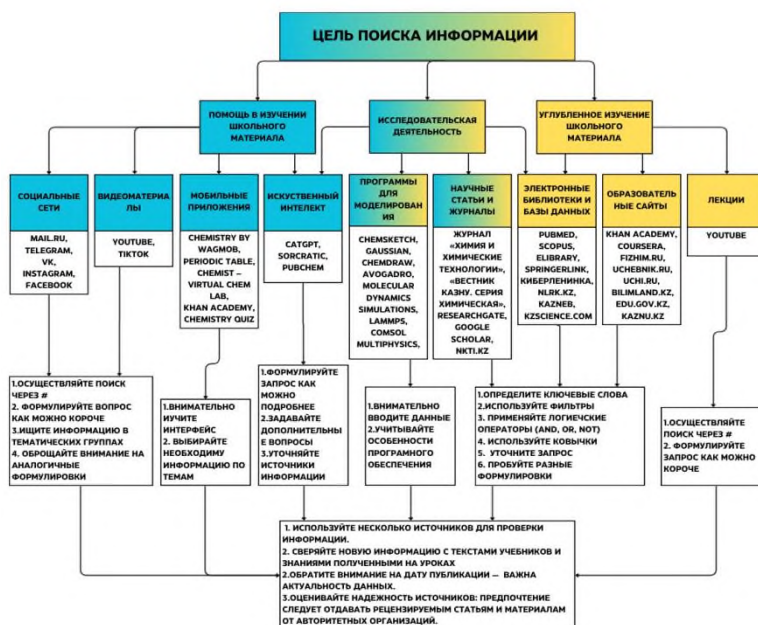 ЦЕЛЬ ПОИСКА ИНФОРМАЦИИ
ПОМОЩЬ В ИЗУЧЕНИИ
ШКОЛЬНОГО
МАТЕРИАЛА
ИССЛЕДОВАТЕЛЬСКАЯ
ДЕЯТЕЛЬНОСТЬ
УГЛУБЛЕННОЕ ИЗУЧЕНИЕ
ШКОЛЬНОГО
МАТЕРИАЛА
СОЦИАЛЬНЫЕ
СЕТИ
MAIL.RU,
TELEGRAM,
VK,
INSTAGRAM,
FACEBOOK
ВИДЕОМАТЕРИА
ЛЫ
YOUTUBE,
TIKTOK
МОБИЛЬНЫЕ
ПРИЛОЖЕНИЯ
CHEMISTRY BY
WAGMOB,
PERIODIC TABLE,
CHEMIST –
VIRTUAL CHEM
LAB,
KHAN ACADEMY,
CHEMISTRY QUIZ
ИСКУСТВЕННЫЙ
ИНТЕЛЕКТ
CATGPT,
SORCRATIC,
PUBCHEM
ПРОГРАММЫ
ДЛЯ
МОДЕЛИРОВАН
ИЯ
CHEMSKETCH,
GAUSSIAN,
CHEMDRAW,
AVOGADRO,
MOLECULAR
DYNAMICS
SIMULATIONS,
LAMMPS,
COMSOL
MULTIPHYSICS,
НАУЧНЫЕ
СТАТЬИ И
ЖУРНАЛЫ
ЖУРНАЛ
«ХИМИЯ И
ХИМИЧЕСКИЕ
ТЕХНОЛОГИИ»,
«ВЕСТНИК
КАЗНУ. СЕРИЯ
ХИМИЧЕСКАЯ»,
RESEARCHGATE,
GOOGLE
SCHOLAR,
NKTI.KZ
ЭЛЕКТРОННЫЕ
БИБЛИОТЕКИ И
БАЗЫ ДАННЫХ
PUBMED,
SCOPUS,
ELIBRARY,
SPRINGERLINK,
КИБЕРЛЕНИНКА,
NLRK.KZ,
KAZNEB,
KZSCIENCE.COM
ОБРАЗОВАТЕЛЬ
НЫЕ САЙТЫ
KHAN ACADEMY,
COURSERA,
FIZHIM.RU,
UCHEBNIK.RU,
UCHI.RU,
BILIMLAND.KZ,
EDU.GOV.KZ,
KAZNU.KZ
ЛЕКЦИИ
YOUTUBE
1.ОСУЩЕСТВЛЯЙТЕ ПОИСК
ЧЕРЕЗ #
2. ФОРМУЛИРУЙТЕ ВОПРОС
КАК МОЖНО КОРОЧЕ
3.ИЩИТЕ ИНФОРМАЦИЮ В
ТЕМАТИЧЕСКИХ ГРУППАХ
4. ОБРОЩАЙТЕ ВНИМАНИЕ НА
АНАЛОГИЧНЫЕ
ФОРМУЛИРОВКИ
1.ВНИМАТЕЛЬНО
ИУЧИТЕ
ИНТЕРФЕЙС
2. ВЫБИРАЙТЕ
НЕОБХОДИМУ
ИНФОРМАЦИЮ ПО
ТЕМАМ
1.ФОРМУЛИРУЙТЕ
ЗАПРОС КАК
МОЖНО
ПОДРОБНЕЕ
2.ЗАДАВАЙТЕ
ДОПОЛНИТЕЛЬНЫ
Е ВОПРОСЫ
3.УТОЧНЯЙТЕ
ИСТОЧНИКИ
ИНФОРМАЦИИ
1.ВНИМАТЕЛЬНО
ВВОДИТЕ ДАННЫЕ
2.УЧИТЫВАЙТЕ
ОСОБЕННОСТИ
ПРОГРАМНОГО
ОБЕСПЕЧЕНИЯ
1.ОПРЕДЕЛИТЕ КЛЮЧЕВЫЕ СЛОВА
2.ИСПОЛЬЗУЙТЕ ФИЛЬТРЫ
3. ПРИМЕНЯЙТЕ ЛОГИЧЕСКИЕ
ОПЕРАТОРЫ (AND, OR, NOT)
4. ИСПОЛЬЗУЙТЕ КОВЫЧКИ
5. УТОЧНИТЕ ЗАПРОС
6. ПРОБУЙТЕ РАЗНЫЕ
ФОРМУЛИРОВКИ
1.ОСУЩЕСТВЛЯЙТЕ
ПОИСК ЧЕРЕЗ #
2. ФОРМУЛИРУЙТЕ
ЗАПРОС КАК МОЖНО
КОРОЧЕ
1. ИСПОЛЬЗУЙТЕ НЕСКОЛЬКО ИСТОЧНИКОВ ДЛЯ ПРОВЕРКИ
ИНФОРМАЦИИ.
2. СВЕРЯЙТЕ НОВУЮ ИНФОРМАЦИЮ С ТЕКСТАМИ УЧЕБНИКОВ И
ЗНАНИЯМИ ПОЛУЧЕННЫМИ НА УРОКАХ
2.ОБРАТИТЕ ВНИМАНИЕ НА ДАТУ ПУБЛИКАЦИИ — ВАЖНА
АКТУАЛЬНОСТЬ ДАННЫХ.
3.ОЦЕНИВАЙТЕ НАДЕЖНОСТЬ ИСТОЧНИКОВ: ПРЕДПОЧТЕНИЕ
СЛЕДУЕТ ОТДАВАТЬ РЕЦЕНЗИРУЕМЫМ СТАТЬЯМ И МАТЕРИАЛАМ
ОТ АВТОРИТЕТНЫХ ОРГАНИЗАЦИЙ.